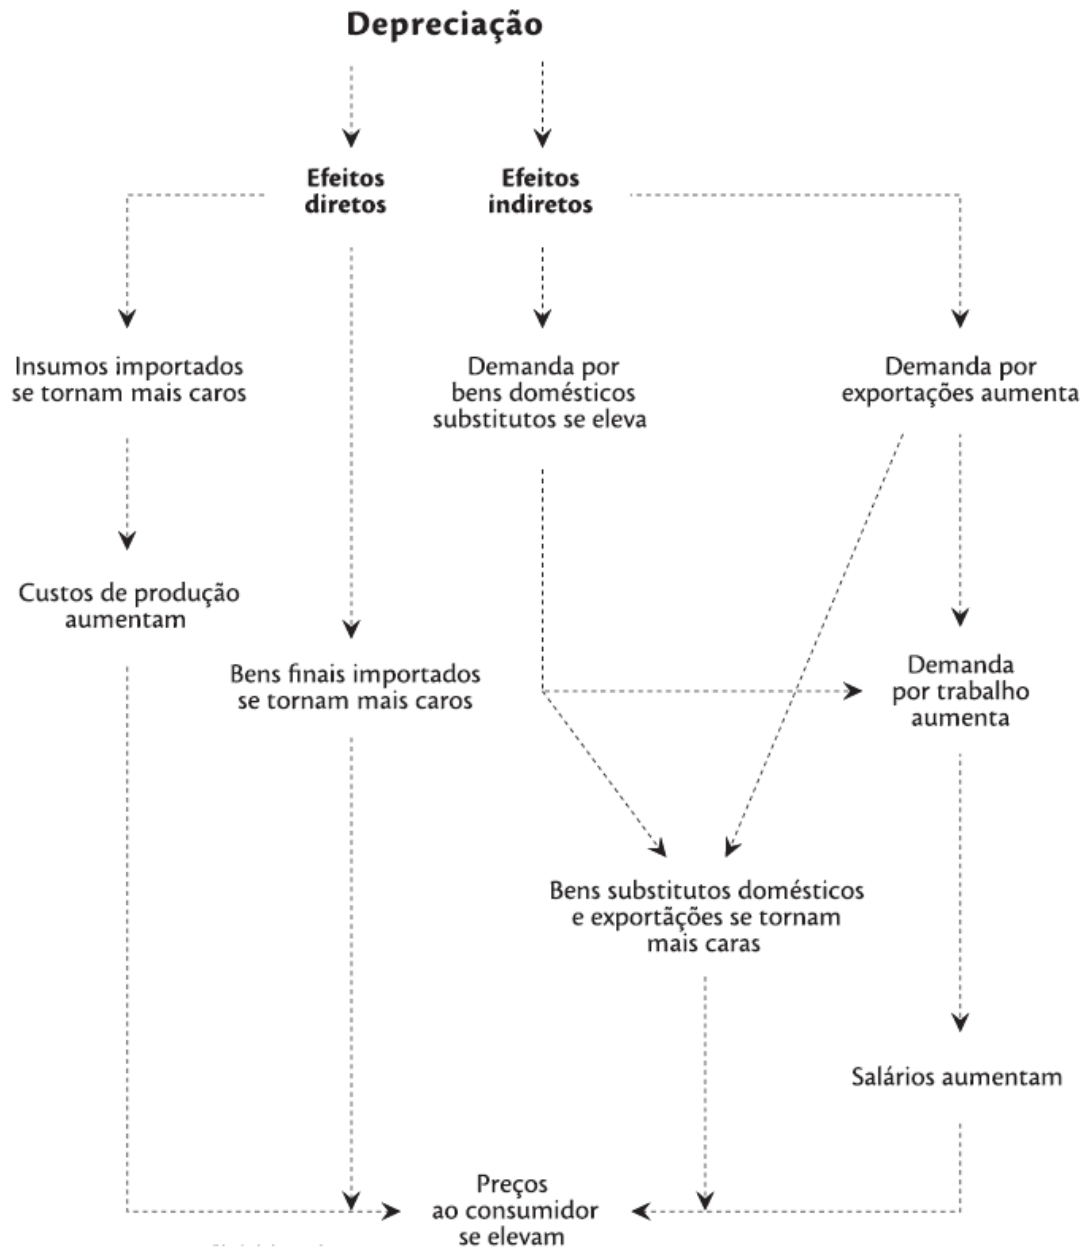 Depreciação
Efeitos
diretos
Efeitos
indiretos
Insumos importados
se tornam mais caros
Demanda por
bens domésticos
substitutos se eleva
Demanda por
exportações aumenta
Custos de produção
aumentam
Bens finais importados
se tornam mais caros
Demanda
por trabalho
aumenta
Bens substitutos domésticos
e exportãções se tornam
mais caras
Salários aumentam
Preços
ao consumidor
se elevam